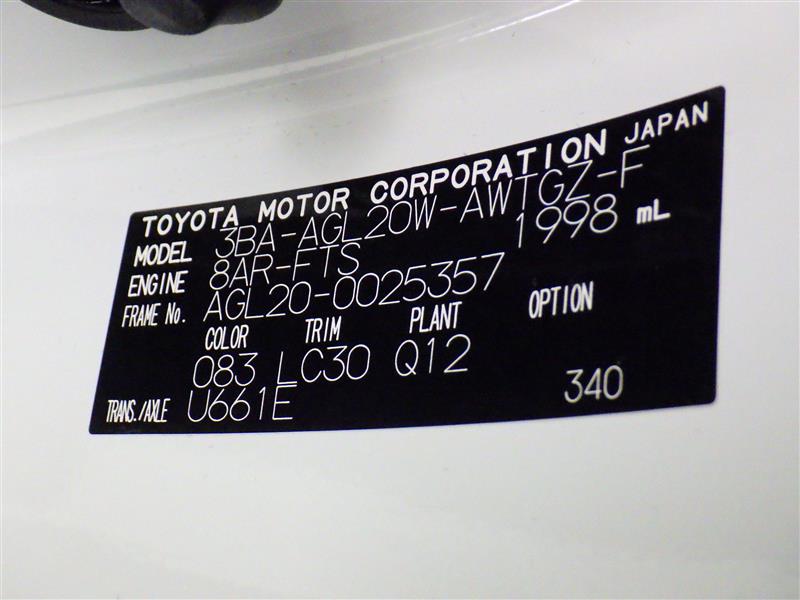 TOYOTA MOTOR CORPORATION JAPAN
MODEL 3BA-AGL20W-AWTGZ-F
ENGINE 8AR-FTS 1998 mL
FRAME No. AGL20-0025357
COLOR TRIM PLANT OPTION
083 LC30 Q12
TRANS./AXLE U661E 340